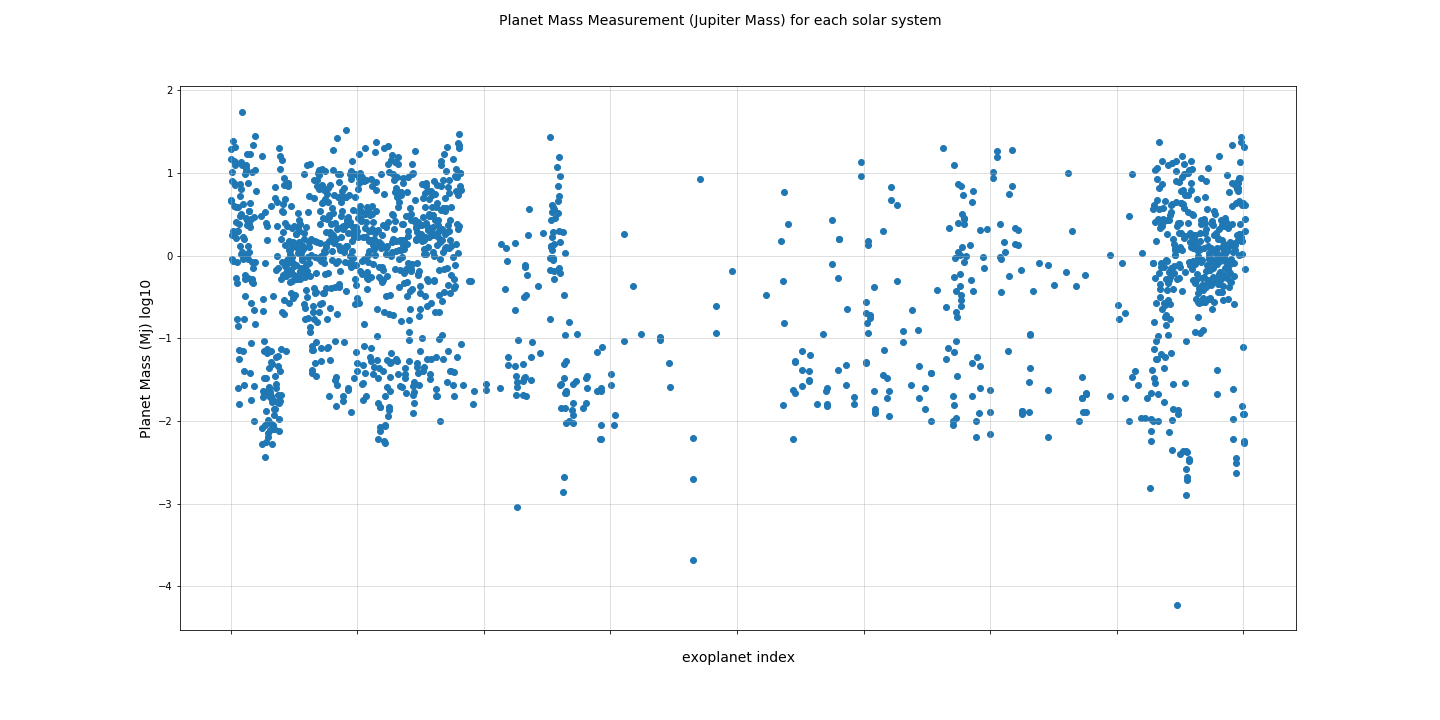 Planet Mass Measurement (Jupiter Mass) for each solar system
2
1
0
−1
−2
−3
−4
Planet Mass (Mj) log10
exoplanet index